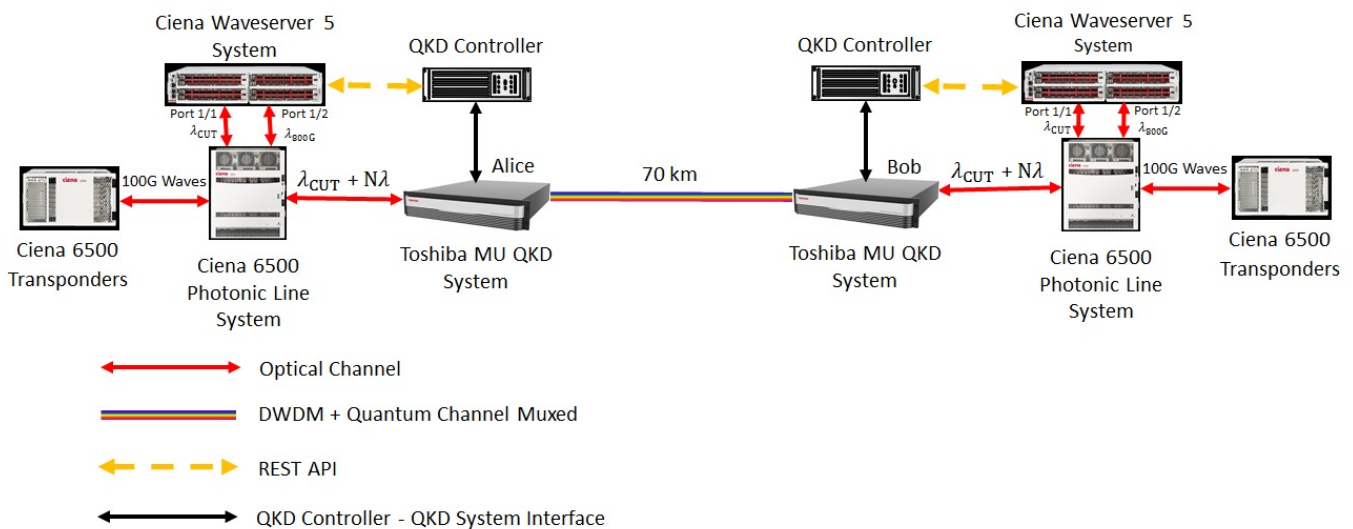 Ciena Waveserver 5
System
QKD Controller
QKD Controller
Ciena Waveserver 5
System
Port 1/1
Port 1/2
λCUT
λ800G
Port 1/1
Port 1/2
λCUT
λ800G
100G Waves
λCUT + Nλ
Alice
70 km
Bob
λCUT + Nλ
100G Waves
Ciena 6500
Transponders
Ciena 6500
Photonic Line
System
Toshiba MU QKD
System
Toshiba MU QKD
System
Ciena 6500
Photonic Line
System
Ciena 6500
Transponders
Optical Channel
DWDM + Quantum Channel Muxed
REST API
QKD Controller - QKD System Interface